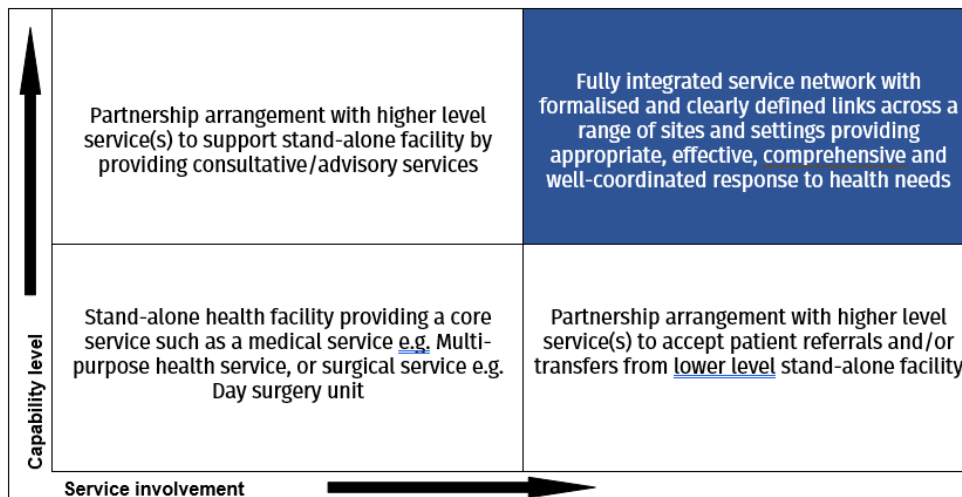 Partnership arrangement with higher level
service(s) to support stand-alone facility by
providing consultative/advisory services
Fully integrated service network with
formalised and clearly defined links across a
range of sites and settings providing
appropriate, effective, comprehensive and
well-coordinated response to health needs
Stand-alone health facility providing a core
service such as a medical service e.g. Multi-
purpose health service, or surgical service e.g.
Day surgery unit
Partnership arrangement with higher level
service(s) to accept patient referrals and/or
transfers from lower level stand-alone facility
Capability level
Service involvement